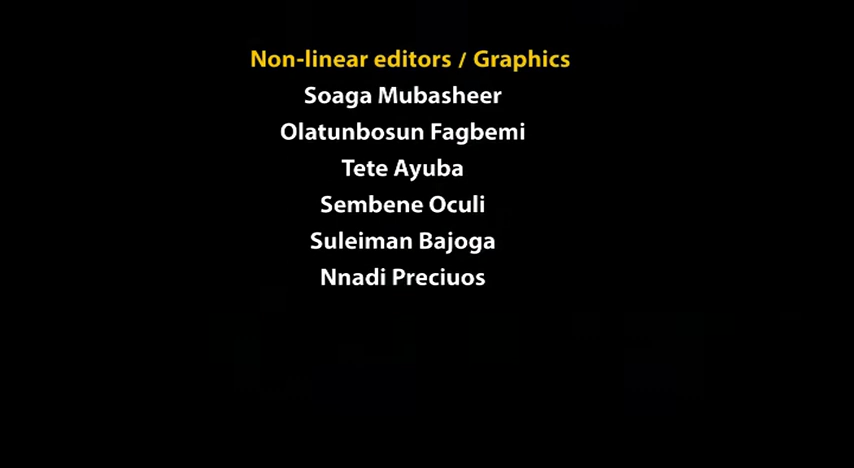 Non-linear editors / Graphics
Soaga Mubasheer
Olatunbosun Fagbemi
Tete Ayuba
Sembene Oculi
Suleiman Bajoga
Nnadi Preciuos